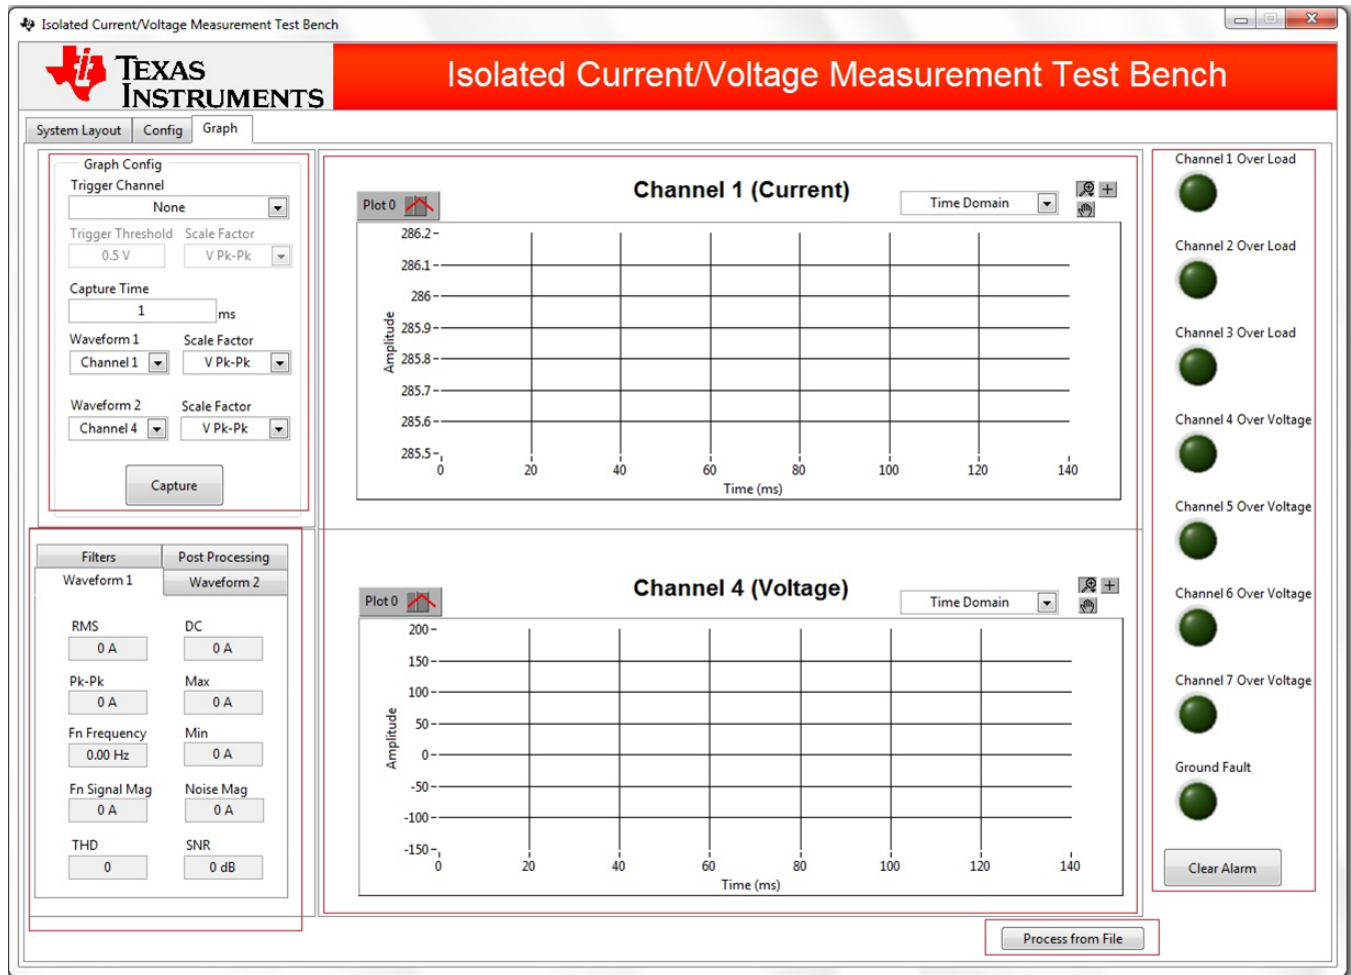 Isolated Current/Voltage Measurement Test Bench
TEXAS
INSTRUMENTS
Isolated Current/Voltage Measurement Test Bench
System Layout Config Graph
Graph Config
Trigger Channel
None
Trigger Threshold Scale Factor
0.5 V V Pk-Pk
Capture Time
1 ms
Waveform 1 Scale Factor
Channel 1 V Pk-Pk
Waveform 2 Scale Factor
Channel 4 V Pk-Pk
Capture
Filters Post Processing
Waveform 1 Waveform 2
RMS DC
0 A 0 A
Pk-Pk Max
0 A 0 A
Fn Frequency Min
0.00 Hz 0 A
Fn Signal Mag Noise Mag
0 A 0 A
THD SNR
0 0 dB
Plot 0 Channel 1 (Current) Time Domain
286.2
286.1
286
285.9
285.8
285.7
285.6
285.5
Amplitude
0 20 40 60 80 100 120 140
Time (ms)
Plot 0 Channel 4 (Voltage) Time Domain
200
150
100
50
0
-50
-100
-150
Amplitude
0 20 40 60 80 100 120 140
Time (ms)
Channel 1 Over Load
Channel 2 Over Load
Channel 3 Over Load
Channel 4 Over Voltage
Channel 5 Over Voltage
Channel 6 Over Voltage
Channel 7 Over Voltage
Ground Fault
Clear Alarm
Process from File